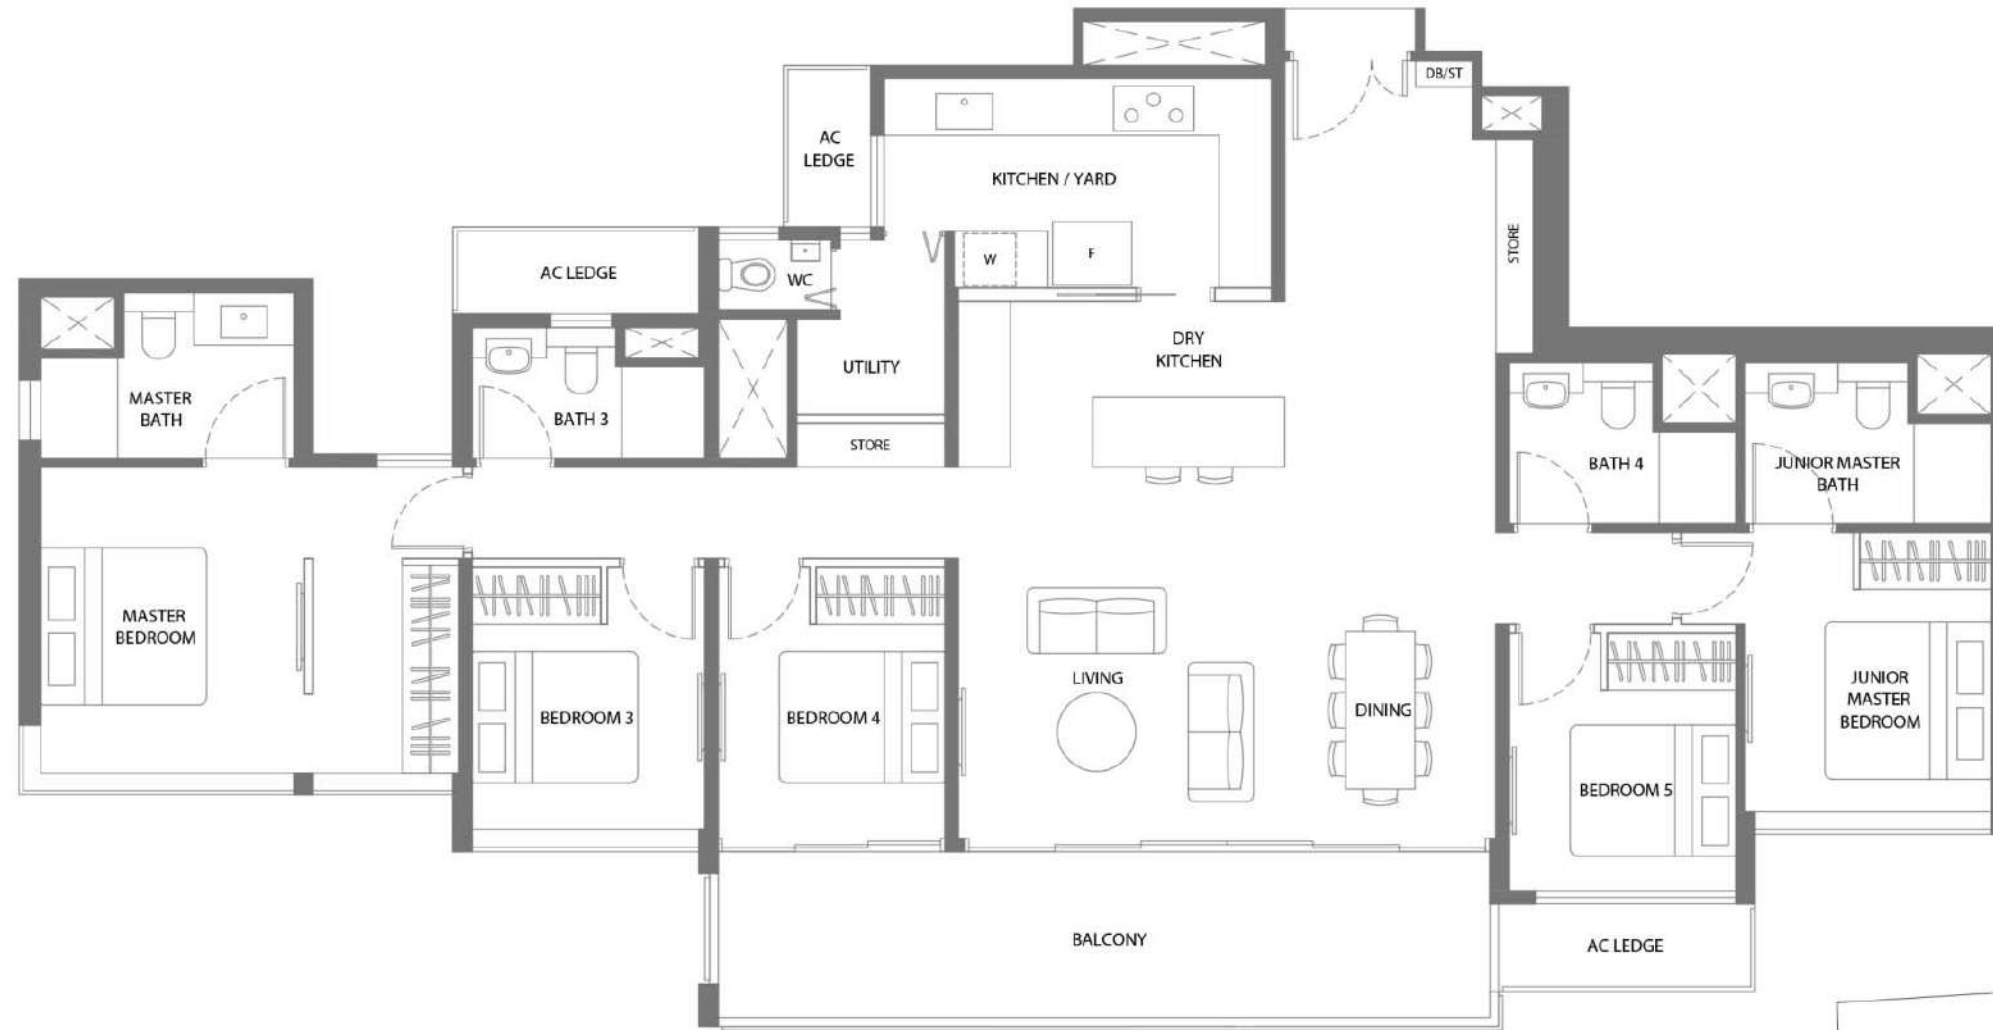 DB/ST
AC
LEDGE
KITCHEN / YARD
STORE
W
F
AC LEDGE
WC
DRY
KITCHEN
UTILITY
MASTER
BATH
BATH 3
STORE
BATH 4
JUNIOR MASTER
BATH
MASTER
BEDROOM
BEDROOM 3
BEDROOM 4
LIVING
DINING
JUNIOR
MASTER
BEDROOM
BEDROOM 5
BALCONY
AC LEDGE